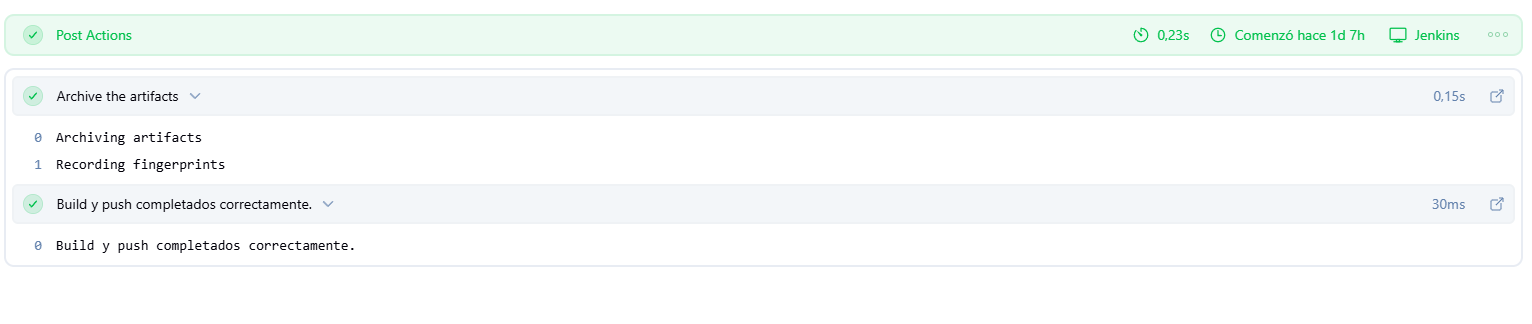 Post Actions 0,23s Comenzó hace 1d 7h Jenkins
Archive the artifacts 0,15s
0 Archiving artifacts
1 Recording fingerprints
Build y push completados correctamente. 30ms
0 Build y push completados correctamente.